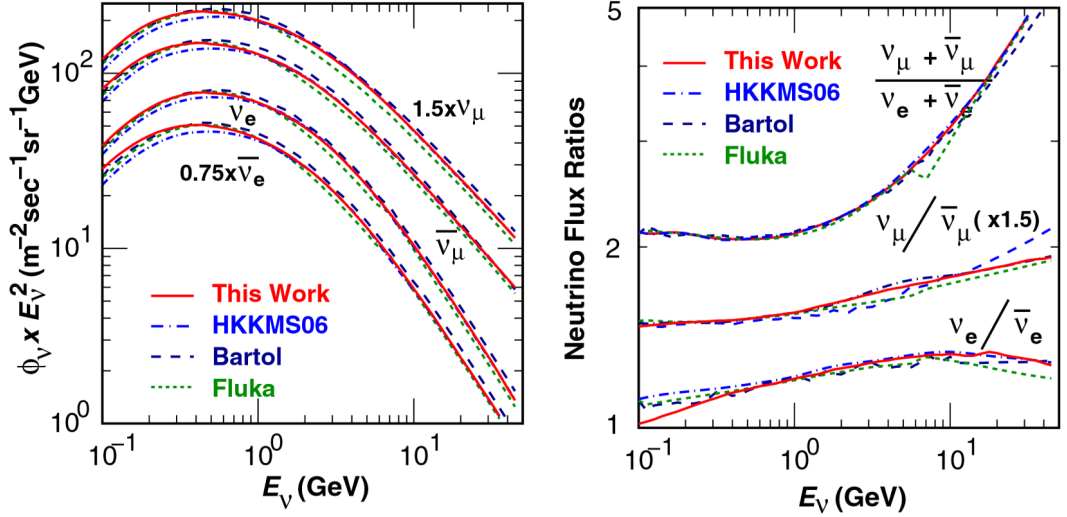 ϕν x Eν² (m⁻²sec⁻¹sr⁻¹GeV)
10²
10¹
10⁰
1.5xνμ
νe
0.75xν̅e
ν̅μ
This Work
HKKMS06
Bartol
Fluka
10⁻¹
10⁰
10¹
Eν (GeV)
Neutrino Flux Ratios
5
2
1
This Work
HKKMS06
Bartol
Fluka
νμ + ν̅μ
νe + ν̅e
νμ / ν̅μ (x1.5)
νe / ν̅e
10⁻¹
10⁰
10¹
Eν (GeV)